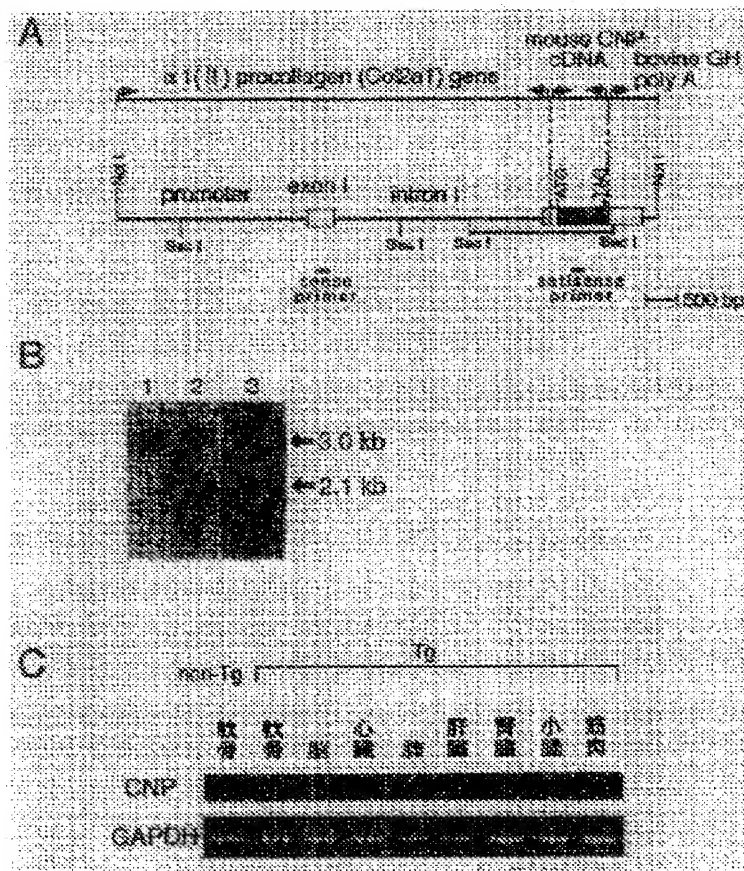 A
mouse CNP
cDNA
bovine GH
poly A
α1(II) procollagen (Col2a1) gene
promoter
exon I
intron I
ATG
TAG
Sac I
Sac I
Sac I
Sac I
sense
primer
antisense
primer
500 bp
B
1 2 3
3.0 kb
2.1 kb
C
non-Tg
Tg
軟骨 軟骨 脳 心臓 肺 肝臓 腎臓 小腸 筋肉
CNP
GAPDH